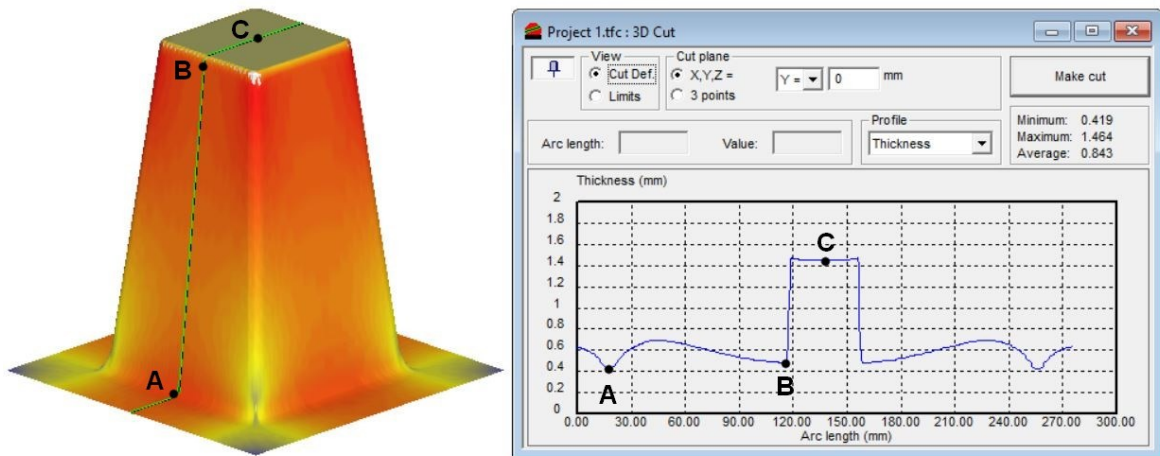 C
B
A
Project 1.tfc : 3D Cut
View
Cut Def.
Limits
Cut plane
X,Y,Z =
3 points
Y =
0
mm
Make cut
Arc length:
Value:
Profile
Thickness
Minimum: 0.419
Maximum: 1.464
Average: 0.843
Thickness (mm)
2
1.8
1.6
1.4
1.2
1
0.8
0.6
0.4
0.2
0
C
A
B
0.00 30.00 60.00 90.00 120.00 150.00 180.00 210.00 240.00 270.00 300.00
Arc length (mm)